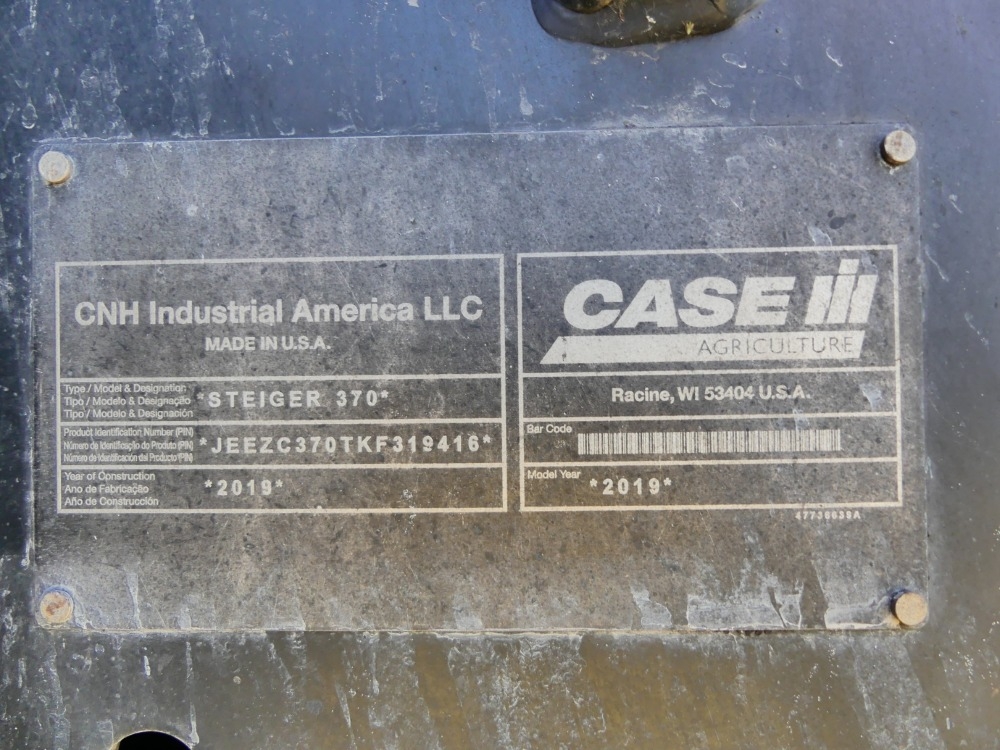 CNH Industrial America LLC
MADE IN U.S.A.
Type / Model & Designation
Tipo / Modelo & Designação
Tipo / Modelo & Designación
*STEIGER 370*
Product Identification Number (PIN)
Número de Identificação do Produto (PIN)
Número de Identificación del Producto (PIN)
*JEEZC370TKF319416*
Year of Construction
Ano de Fabricação
Año de Construcción
*2019*
CASE IH
AGRICULTURE
Racine, WI 53404 U.S.A.
Bar Code
Model Year
*2019*